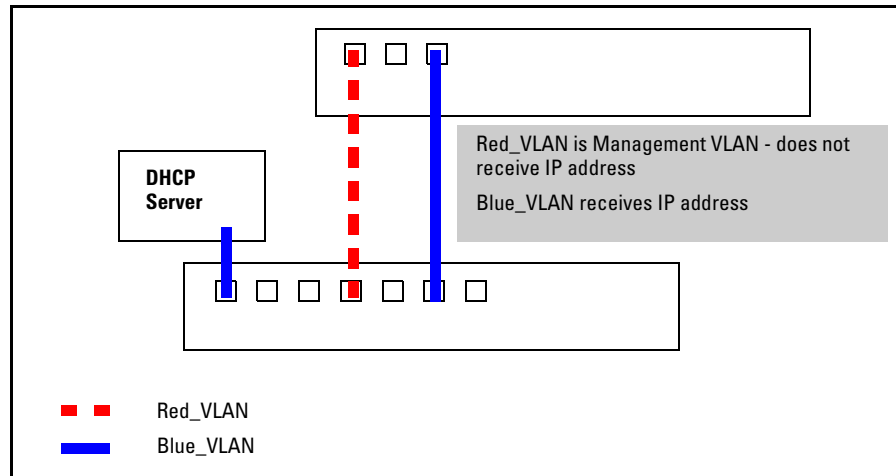 Red_VLAN is Management VLAN - does not
receive IP address
Blue_VLAN receives IP address
DHCP
Server
Red_VLAN
Blue_VLAN